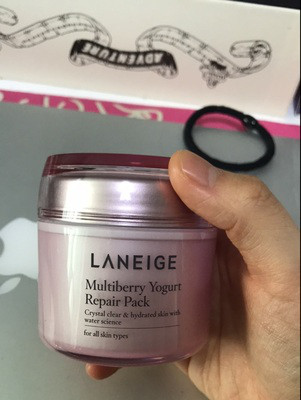 ADVENTURE
LANEIGE
Multiberry Yogurt
Repair Pack
Crystal clear & hydrated skin with
water science
for all skin types